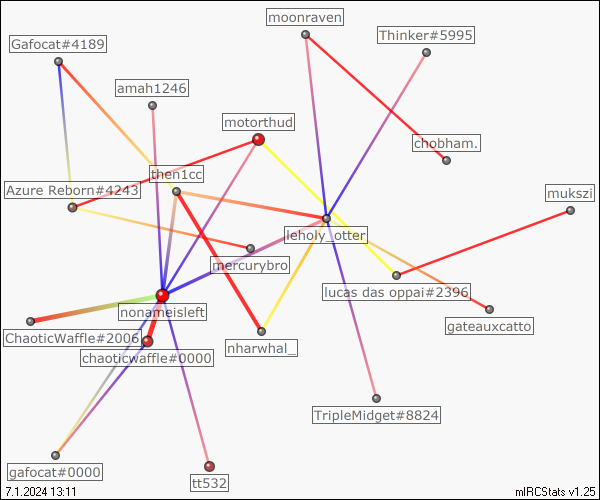 moonraven
Thinker#5995
Gafocat#4189
amah1246
motorthud
chobham.
then1cc
Azure Reborn#4243
mukszi
leholy_otter
mercurybro
lucas das oppai#2396
nonameisleft
gateauxcatto
ChaoticWaffle#2006
nharwhal_
chaoticwaffle#0000
TripleMidget#8824
gafocat#0000
tt532
7.1.2024 13:11
mIRCStats v1.25